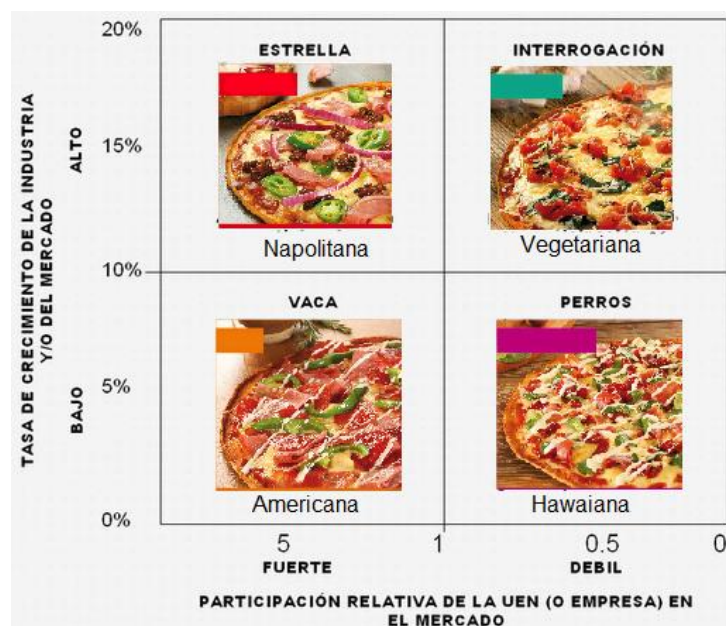 20%
ESTRELLA
INTERROGACIÓN
TASA DE CRECIMIENTO DE LA INDUSTRIA
Y/O DEL MERCADO
ALTO
15%
Napolitana
Vegetariana
10%
VACA
PERROS
BAJO
5%
Americana
Hawaiana
0%
5
1
0.5
0
FUERTE
DEBIL
PARTICIPACIÓN RELATIVA DE LA UEN (O EMPRESA) EN
EL MERCADO